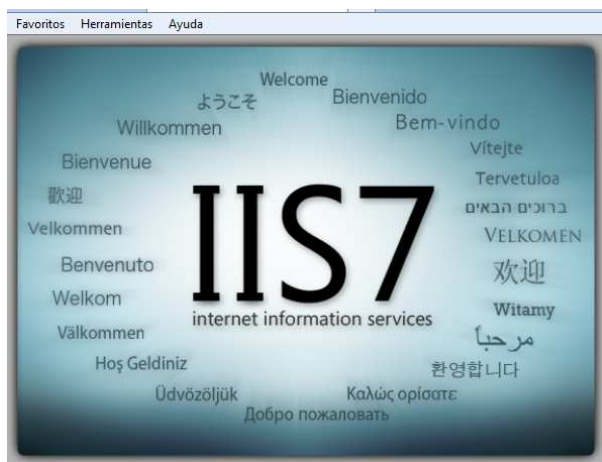 Favoritos Herramientas Ayuda
Welcome
ようこそ
Bienvenido
Willkommen
Bem-vindo
Bienvenue
Vítejte
歡迎
Tervetuloa
ברוכים הבאים
Velkommen
VELKOMEN
Benvenuto
欢迎
IIS7
Welkom
Witamy
internet information services
Välkommen
مرحباً
Hoş Geldiniz
환영합니다
Üdvözöljük
Καλώς ορίσατε
Добро пожаловать